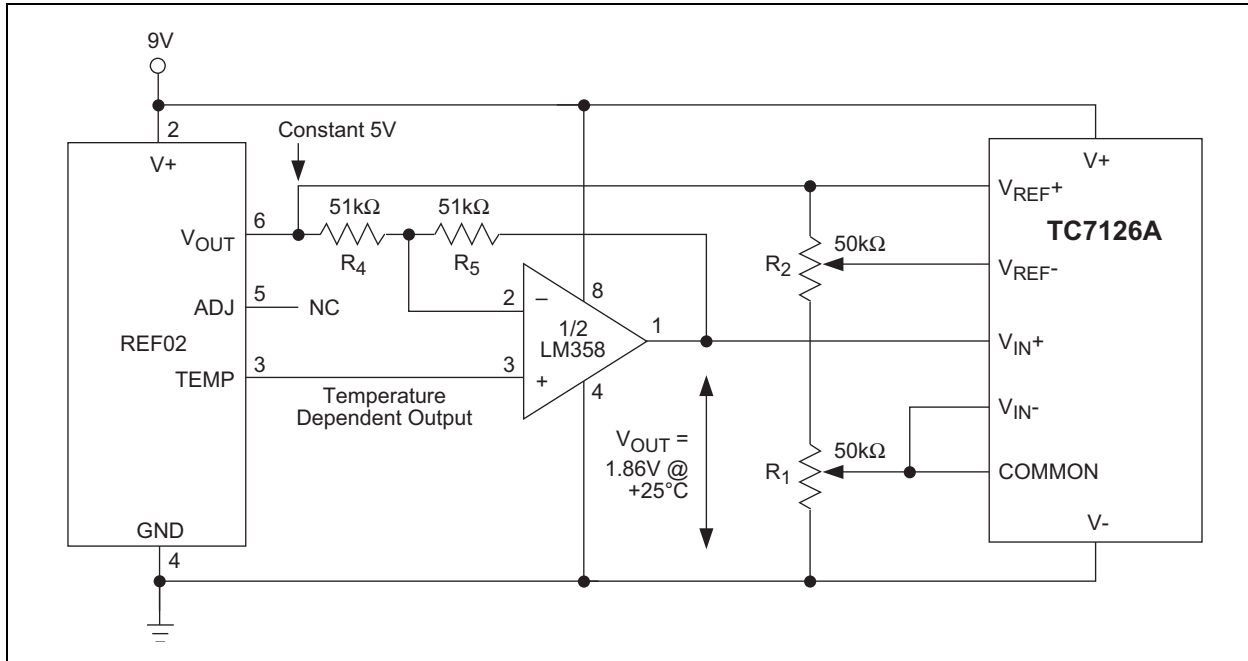 9V
2
V+
Constant 5V
V+
6
VOUT
51kΩ
R4
51kΩ
R5
VREF+
TC7126A
R2
50kΩ
VREF-
5
ADJ
NC
REF02
2
–
8
1/2
LM358
1
VIN+
3
TEMP
3
+
4
Temperature
Dependent Output
VIN-
VOUT =
1.86V @
+25°C
R1
50kΩ
COMMON
V-
GND
4